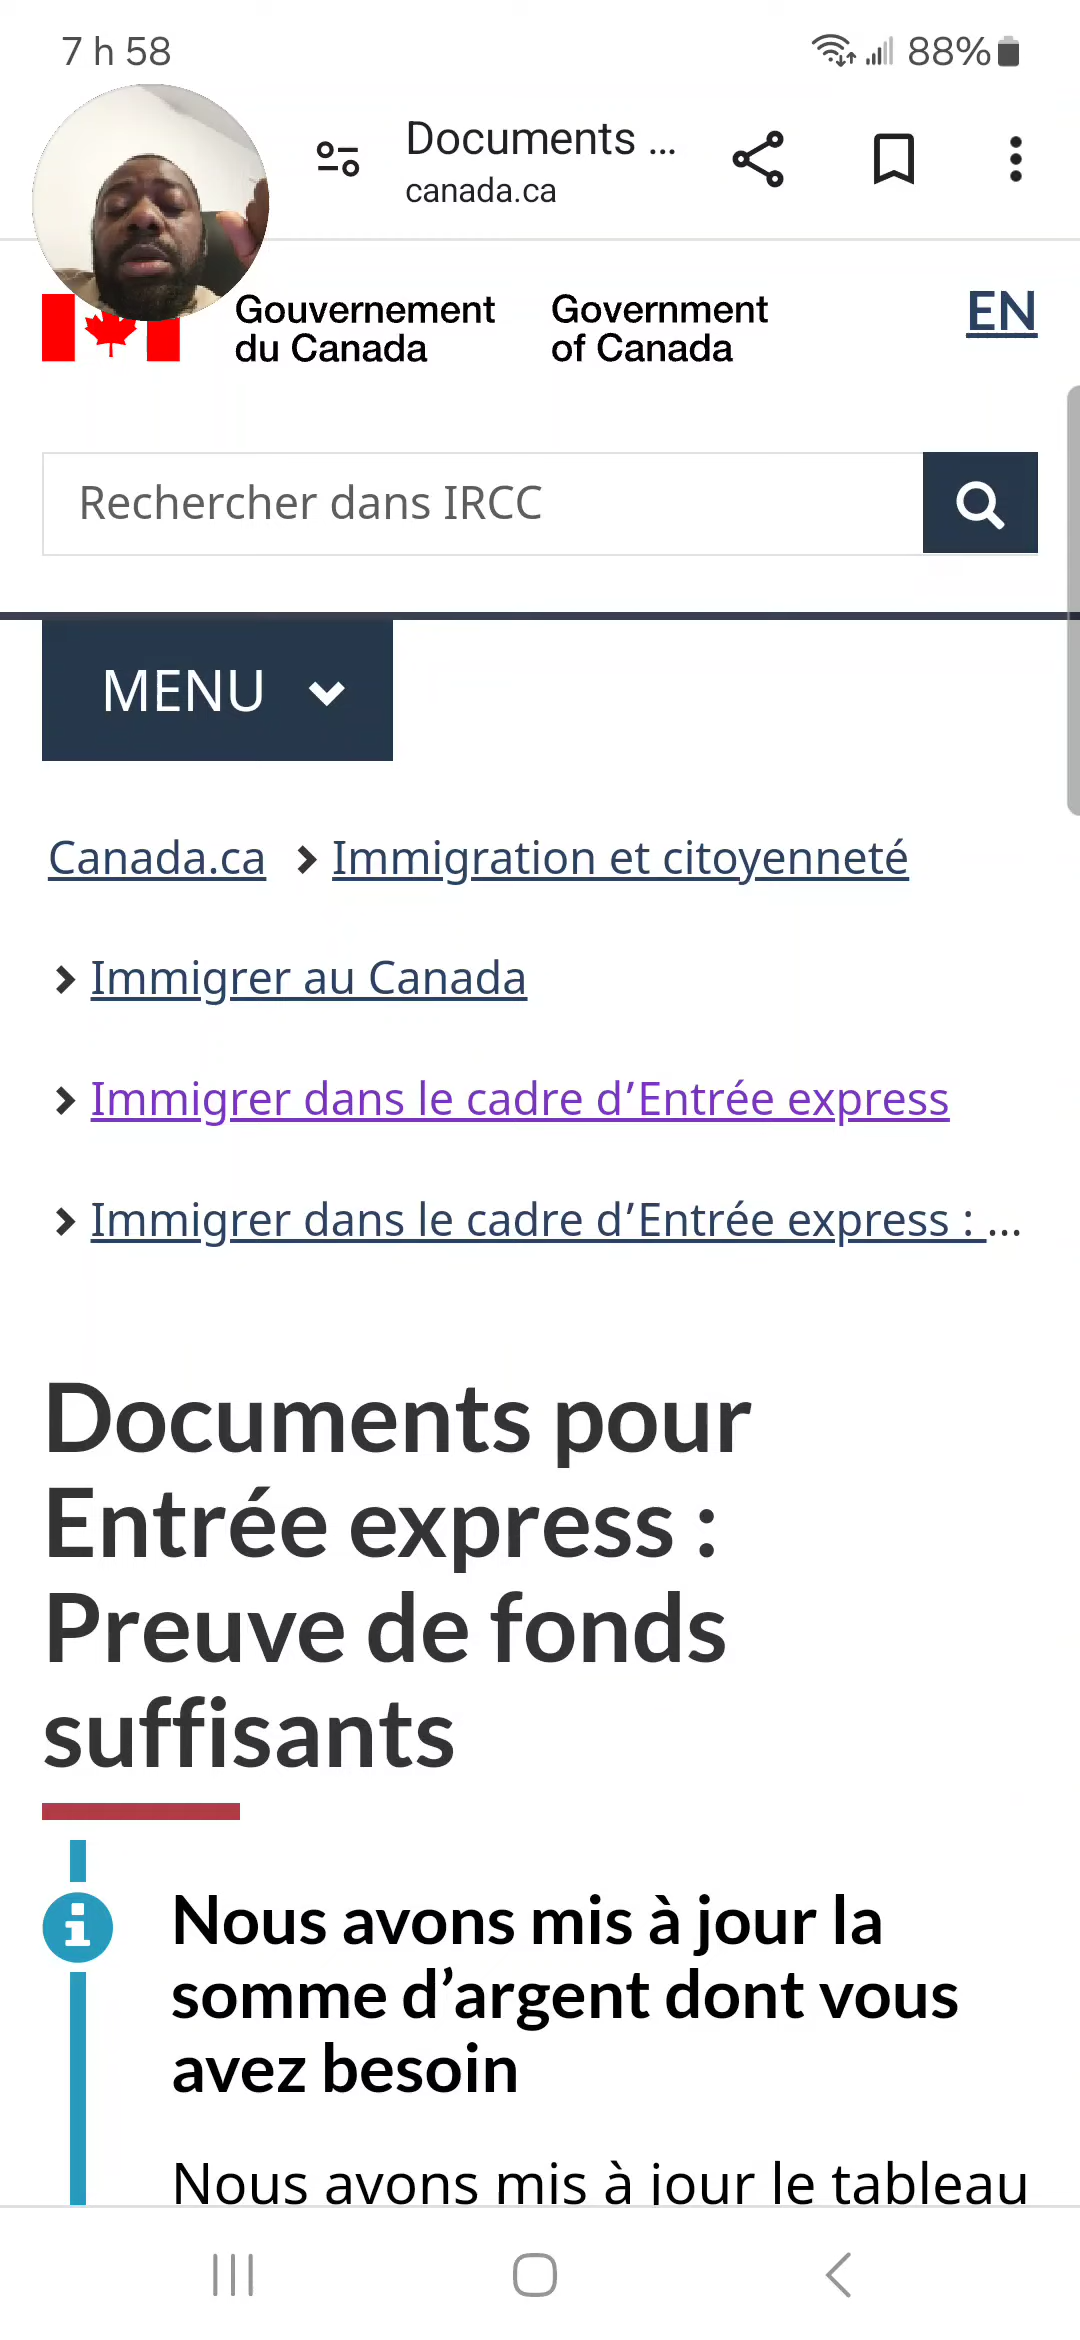 7 h 58
88%
Documents ...
canada.ca
Gouvernement
du Canada
Government
of Canada
EN
Rechercher dans IRCC
MENU
Canada.ca
Immigration et citoyenneté
Immigrer au Canada
Immigrer dans le cadre d’Entrée express
Immigrer dans le cadre d’Entrée express : ...
Documents pour
Entrée express :
Preuve de fonds
suffisants
Nous avons mis à jour la
somme d’argent dont vous
avez besoin
Nous avons mis à jour le tableau